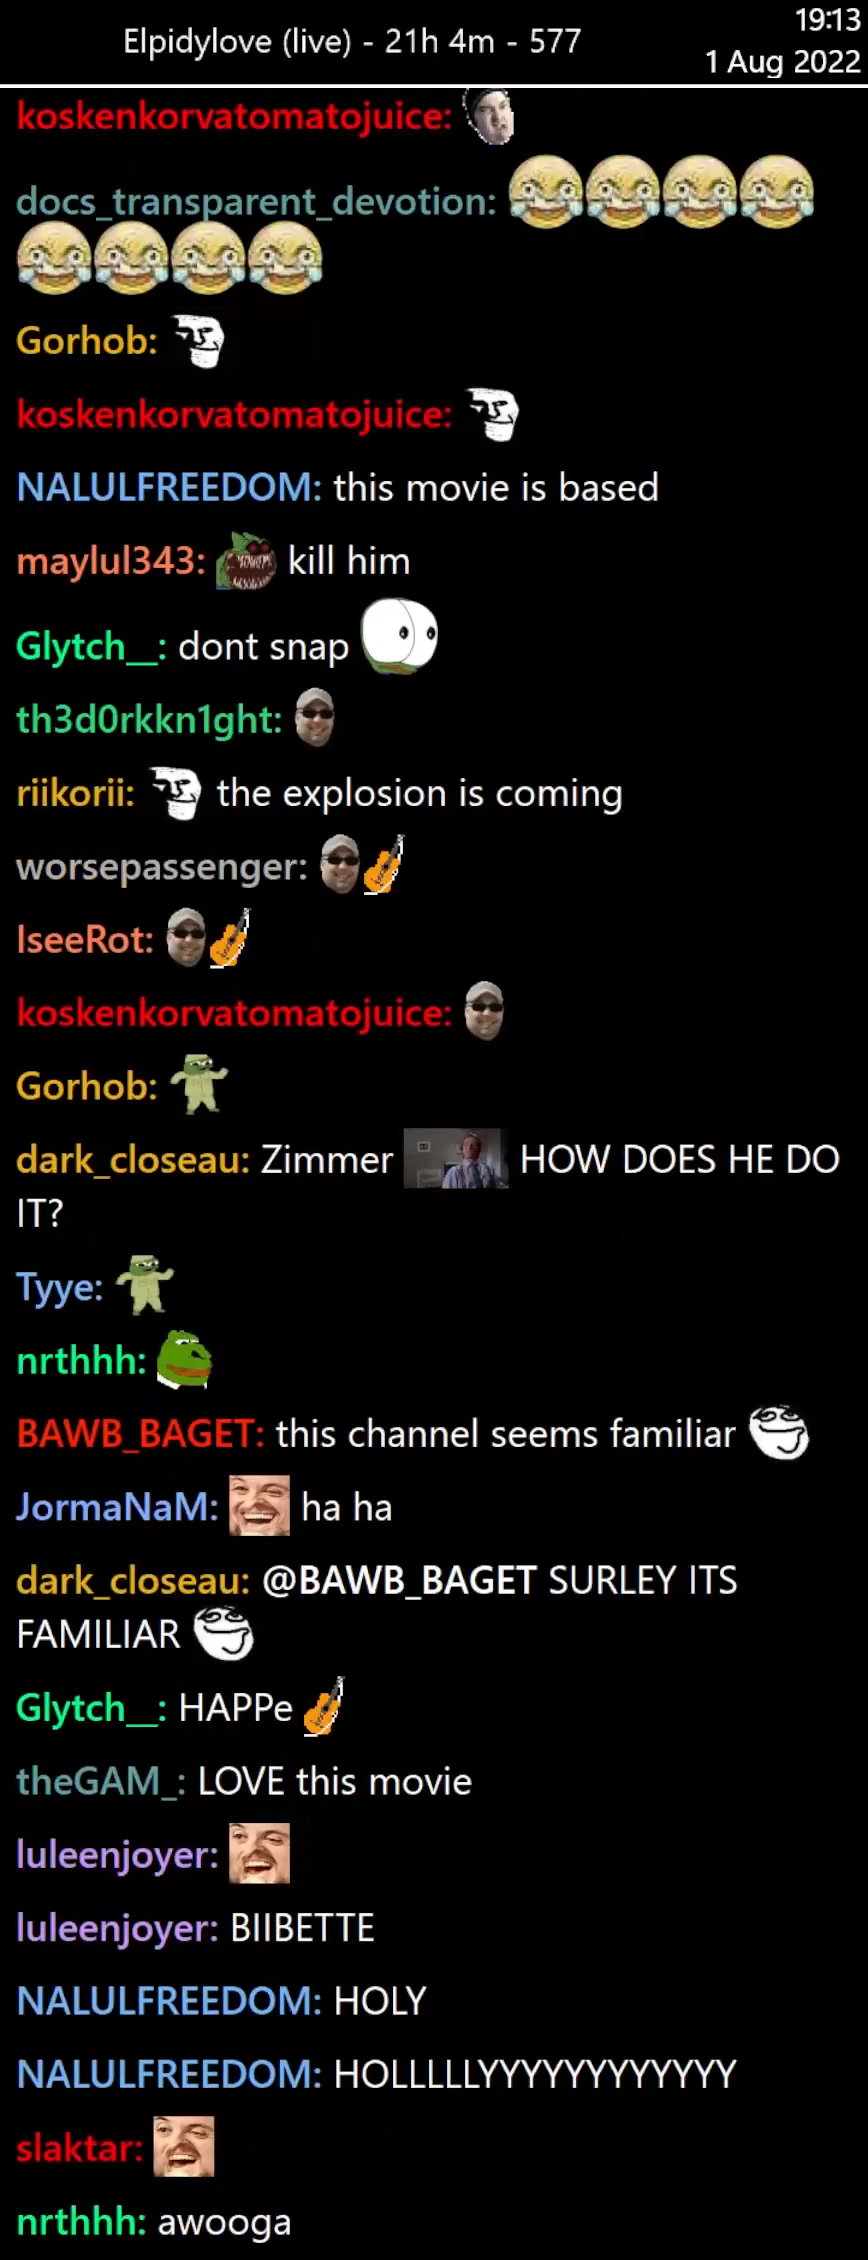 Elpidylove (live) - 21h 4m - 577
19:13
1 Aug 2022
koskenkorvatomatojuice:
docs_transparent_devotion:
Gorhob:
koskenkorvatomatojuice:
NALULFREEDOM: this movie is based
maylul343: kill him
Glytch__: dont snap
th3d0rkkn1ght:
riikorii: the explosion is coming
worsepassenger:
IseeRot:
koskenkorvatomatojuice:
Gorhob:
dark_closeau: Zimmer HOW DOES HE DO
IT?
Tyye:
nrthhh:
BAWB_BAGET: this channel seems familiar
JormaNaM: ha ha
dark_closeau: @BAWB_BAGET SURLEY ITS
FAMILIAR
Glytch__: HAPPe
theGAM_: LOVE this movie
luleenjoyer:
luleenjoyer: BIIBETTE
NALULFREEDOM: HOLY
NALULFREEDOM: HOLLLLLYYYYYYYYYYYY
slaktar:
nrthhh: awooga